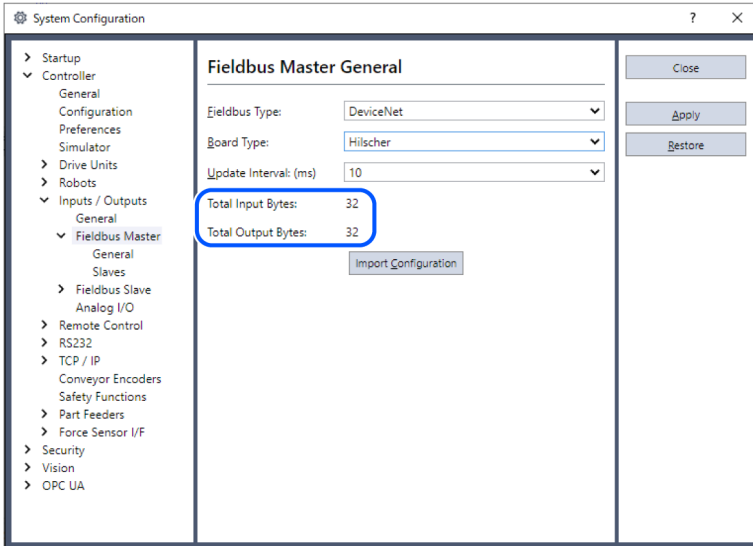 System Configuration
?
Startup
Controller
General
Configuration
Preferences
Simulator
Drive Units
Robots
Inputs / Outputs
General
Fieldbus Master
General
Slaves
Fieldbus Slave
Analog I/O
Remote Control
RS232
TCP / IP
Conveyor Encoders
Safety Functions
Part Feeders
Force Sensor I/F
Security
Vision
OPC UA
Fieldbus Master General
Fieldbus Type: DeviceNet
Board Type: Hilscher
Update Interval: (ms) 10
Total Input Bytes: 32
Total Output Bytes: 32
Import Configuration
Close
Apply
Restore